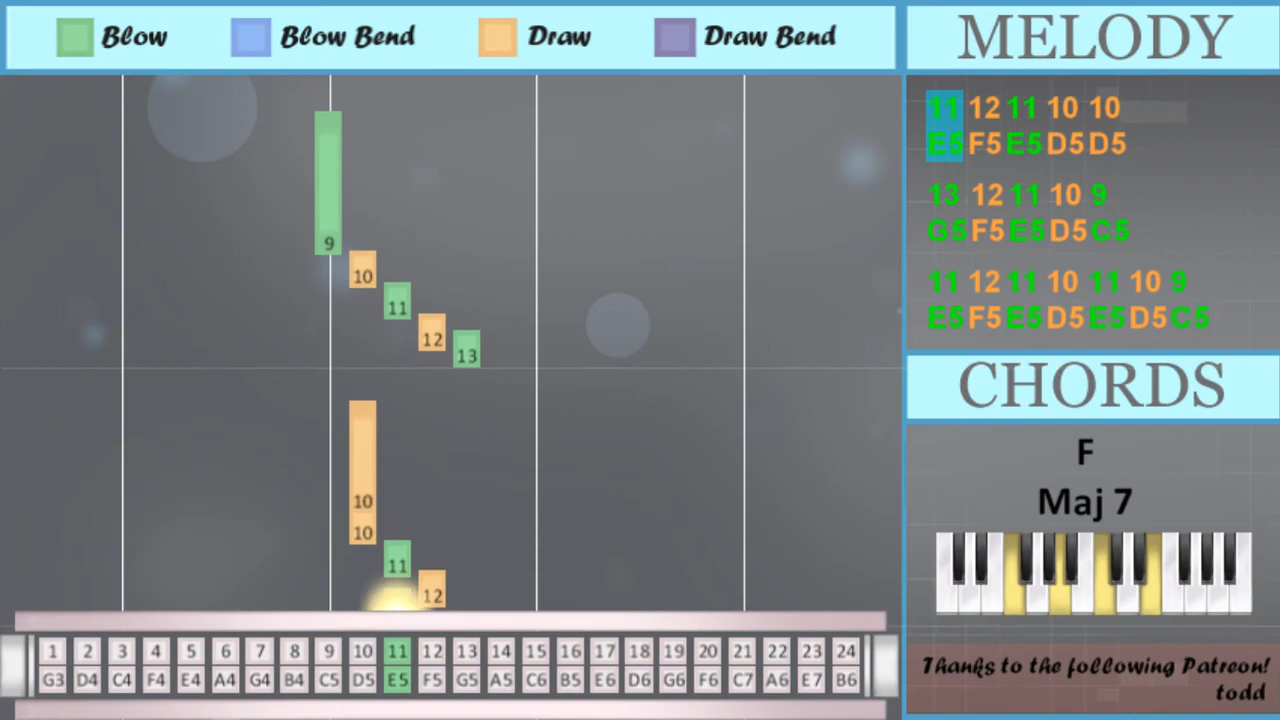 Blow Blow Bend Draw Draw Bend
MELODY
11 12 11 10 10
E5 F5 E5 D5 D5
13 12 11 10 9
G5 F5 E5 D5 C5
11 12 11 10 11 10 9
E5 F5 E5 D5 E5 D5 C5
9
10
11
12
13
10
10
11
12
CHORDS
F
Maj 7
Thanks to the following Patreon!
todd
1 2 3 4 5 6 7 8 9 10 11 12 13 14 15 16 17 18 19 20 21 22 23 24
G3 D4 C4 F4 E4 A4 G4 B4 C5 D5 E5 F5 G5 A5 C6 B5 E6 D6 G6 F6 C7 A6 E7 B6